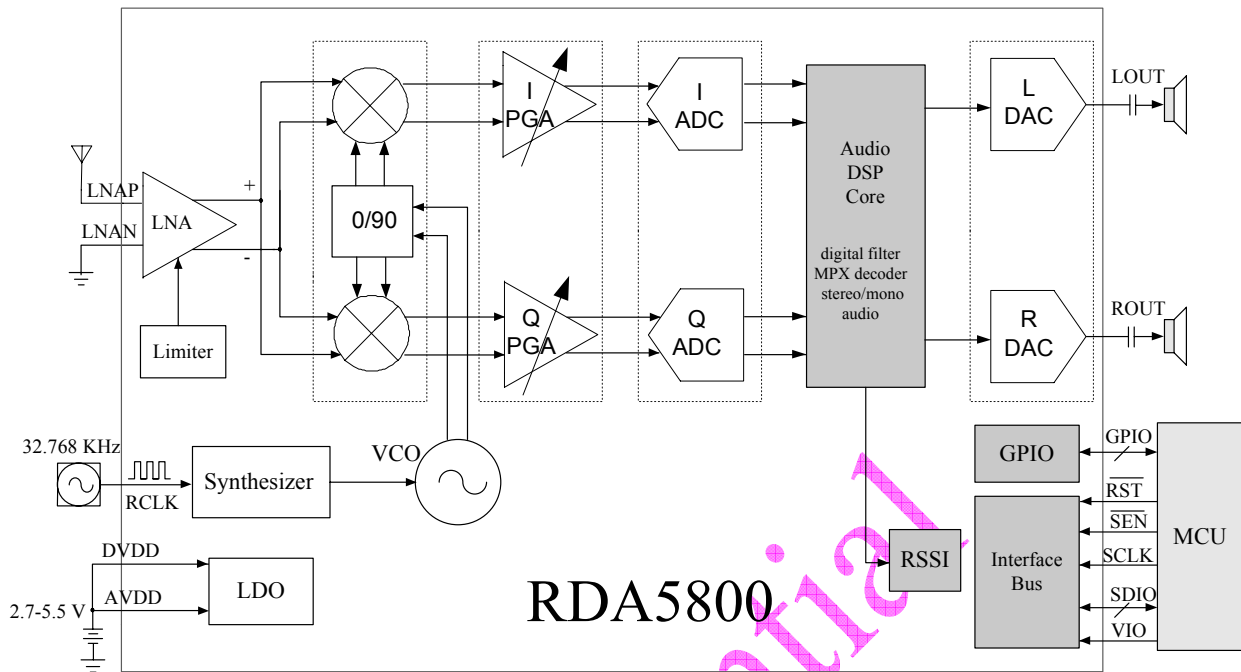 I
PGA
I
ADC
L
DAC
LOUT
Audio
DSP
Core
digital filter
MPX decoder
stereo/mono
audio
LNAP
LNAN
LNA
+
-
0/90
Limiter
Q
PGA
Q
ADC
R
DAC
ROUT
32.768 KHz
RCLK
Synthesizer
VCO
GPIO
GPIO
RST
SEN
SCLK
SDIO
VIO
MCU
Interface
Bus
RSSI
DVDD
AVDD
LDO
2.7-5.5 V
RDA5800
ntial